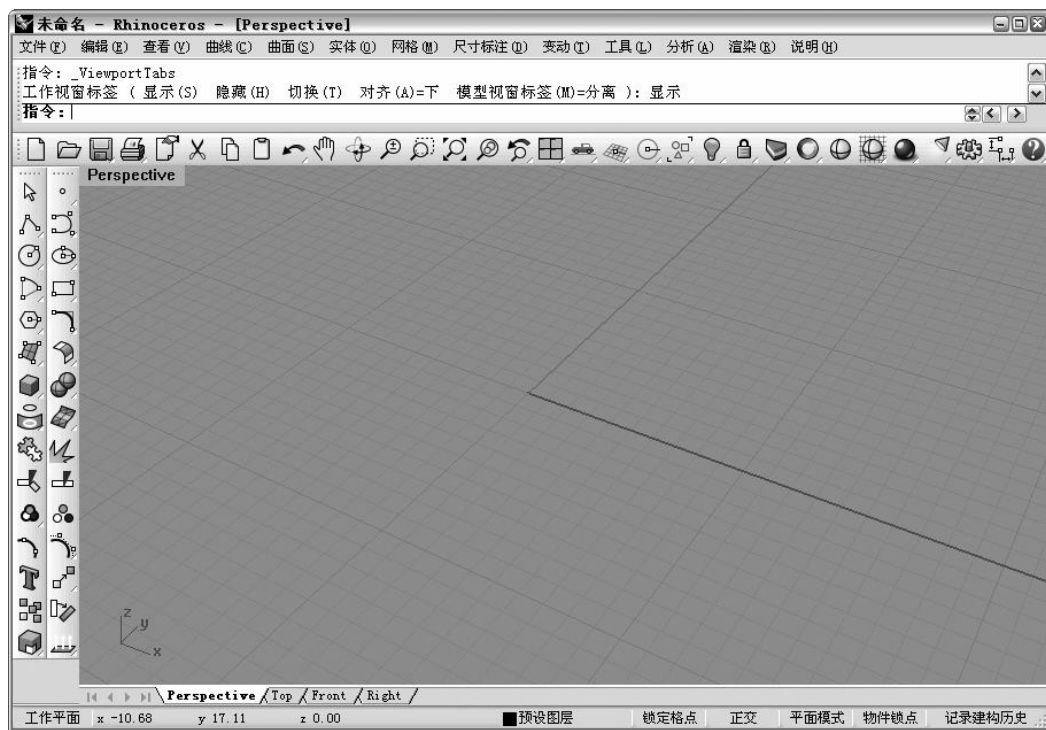 未命名 - Rhinoceros - [Perspective]
文件(F) 编辑(E) 查看(V) 曲线(C) 曲面(S) 实体(O) 网格(M) 尺寸标注(D) 变动(T) 工具(L) 分析(A) 渲染(R) 说明(H)
指令: _ViewportTabs
工作视窗标签 ( 显示(S) 隐藏(H) 切换(T) 对齐(A)=下 模型视窗标签(M)=分离 ): 显示
指令:
Perspective
z
y
x
Perspective Top Front Right
工作平面 x -10.68 y 17.11 z 0.00 预设图层 锁定格点 正交 平面模式 物件锁点 记录建构历史